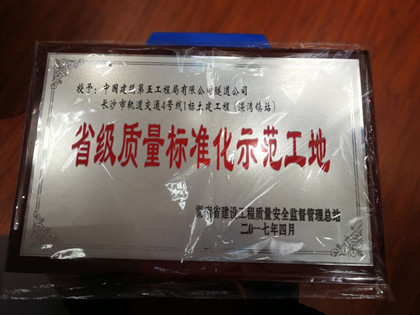 授予：中国建筑第五工程局有限公司隧道公司
长沙市轨道交通4号线1标土建工程（溁湾镇站）
省级质量标准化示范工地
湖南省建设工程质量安全监督管理总站
二〇一七年四月